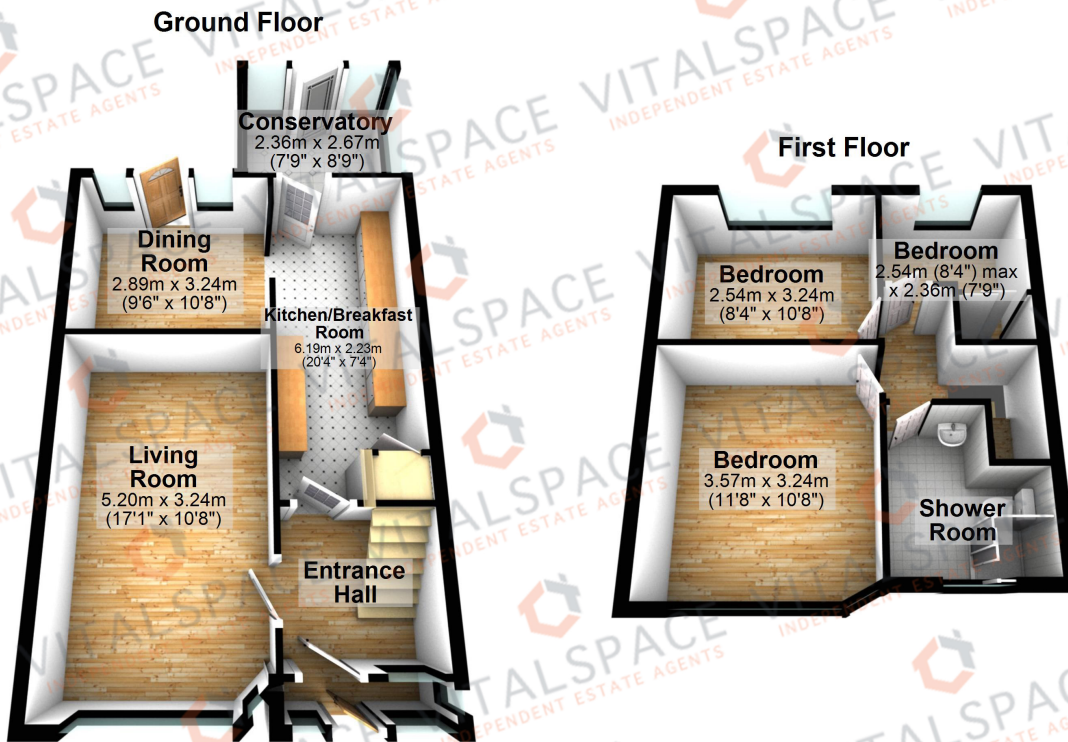 Ground Floor
Conservatory
2.36m x 2.67m
(7'9" x 8'9")
Dining
Room
2.89m x 3.24m
(9'6" x 10'8")
Kitchen/Breakfast
Room
6.19m x 2.23m
(20'4" x 7'4")
Living
Room
5.20m x 3.24m
(17'1" x 10'8")
Entrance
Hall
First Floor
Bedroom
2.54m x 3.24m
(8'4" x 10'8")
Bedroom
2.54m (8'4") max
x 2.36m (7'9")
Bedroom
3.57m x 3.24m
(11'8" x 10'8")
Shower
Room
VITALSPACE
INDEPENDENT ESTATE AGENTS